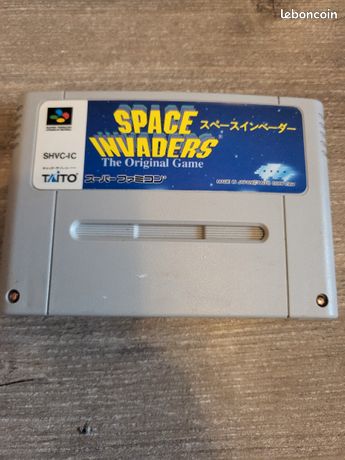 leboncoin
SPACE
INVADERS
スペースインベーダー
The Original Game
SHVC-IC
TAITO
スーパーファミコン